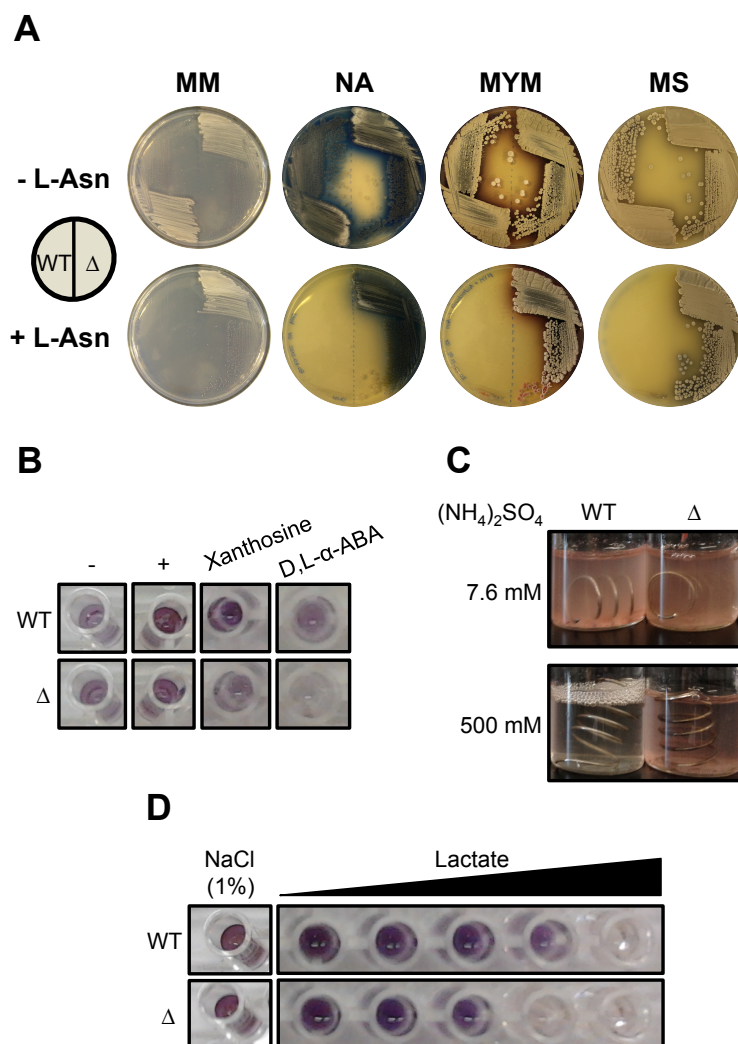 A
MM NA MYM MS
- L-Asn
WT Δ
+ L-Asn
B
- + Xanthosine D,L-α-ABA
WT
Δ
C
(NH₄)₂SO₄ WT Δ
7.6 mM
500 mM
D
NaCl Lactate
(1%)
WT
Δ